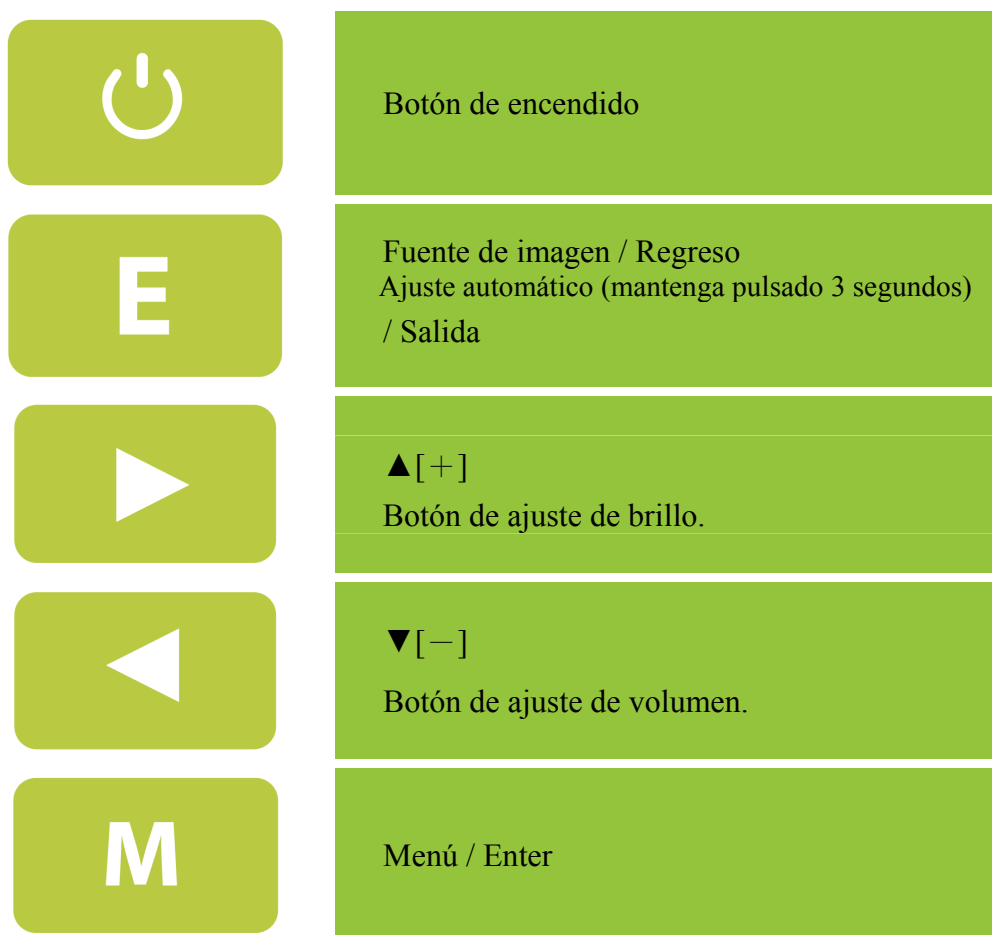 Botón de encendido
E
Fuente de imagen / Regreso
Ajuste automático (mantenga pulsado 3 segundos)
/ Salida
▲[＋]
Botón de ajuste de brillo.
▼[－]
Botón de ajuste de volumen.
M
Menú / Enter